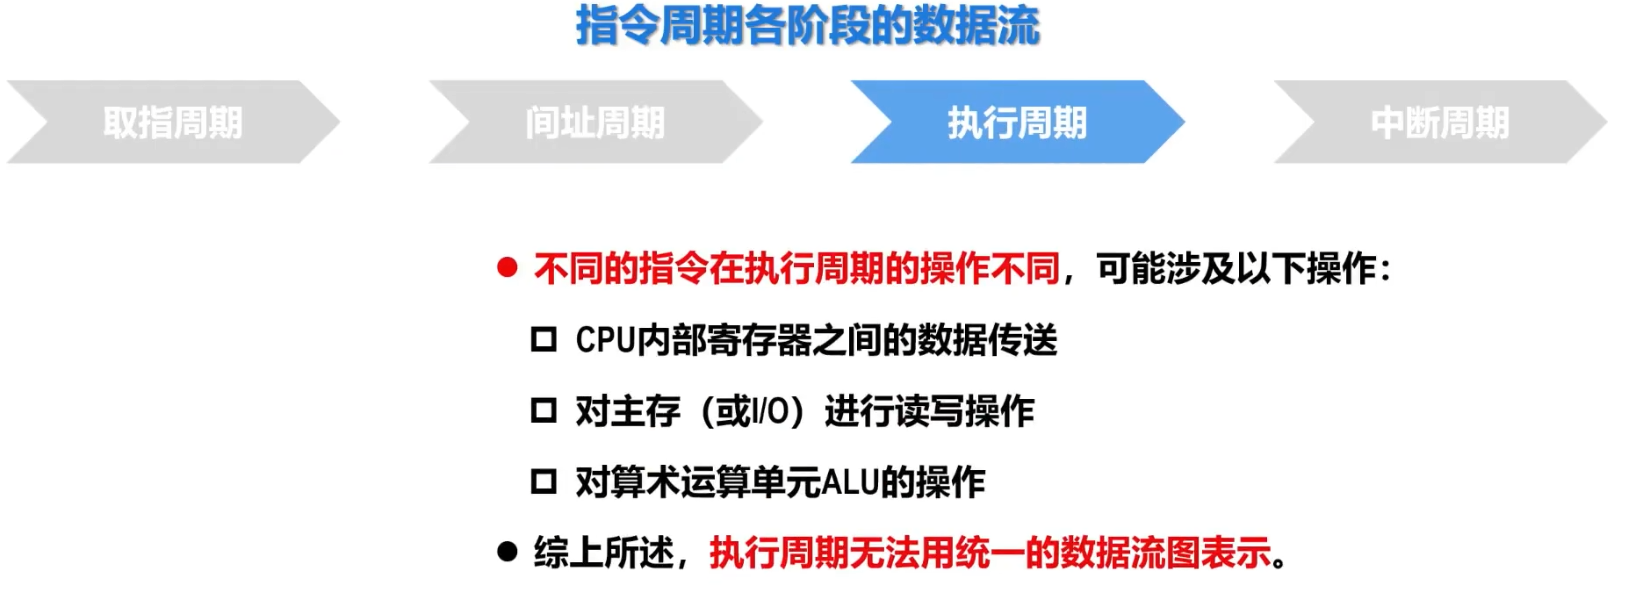 指令周期各阶段的数据流
取指周期
间址周期
执行周期
中断周期
不同的指令在执行周期的操作不同，可能涉及以下操作：
CPU内部寄存器之间的数据传送
对主存（或I/O）进行读写操作
对算术运算单元ALU的操作
综上所述，执行周期无法用统一的数据流图表示。